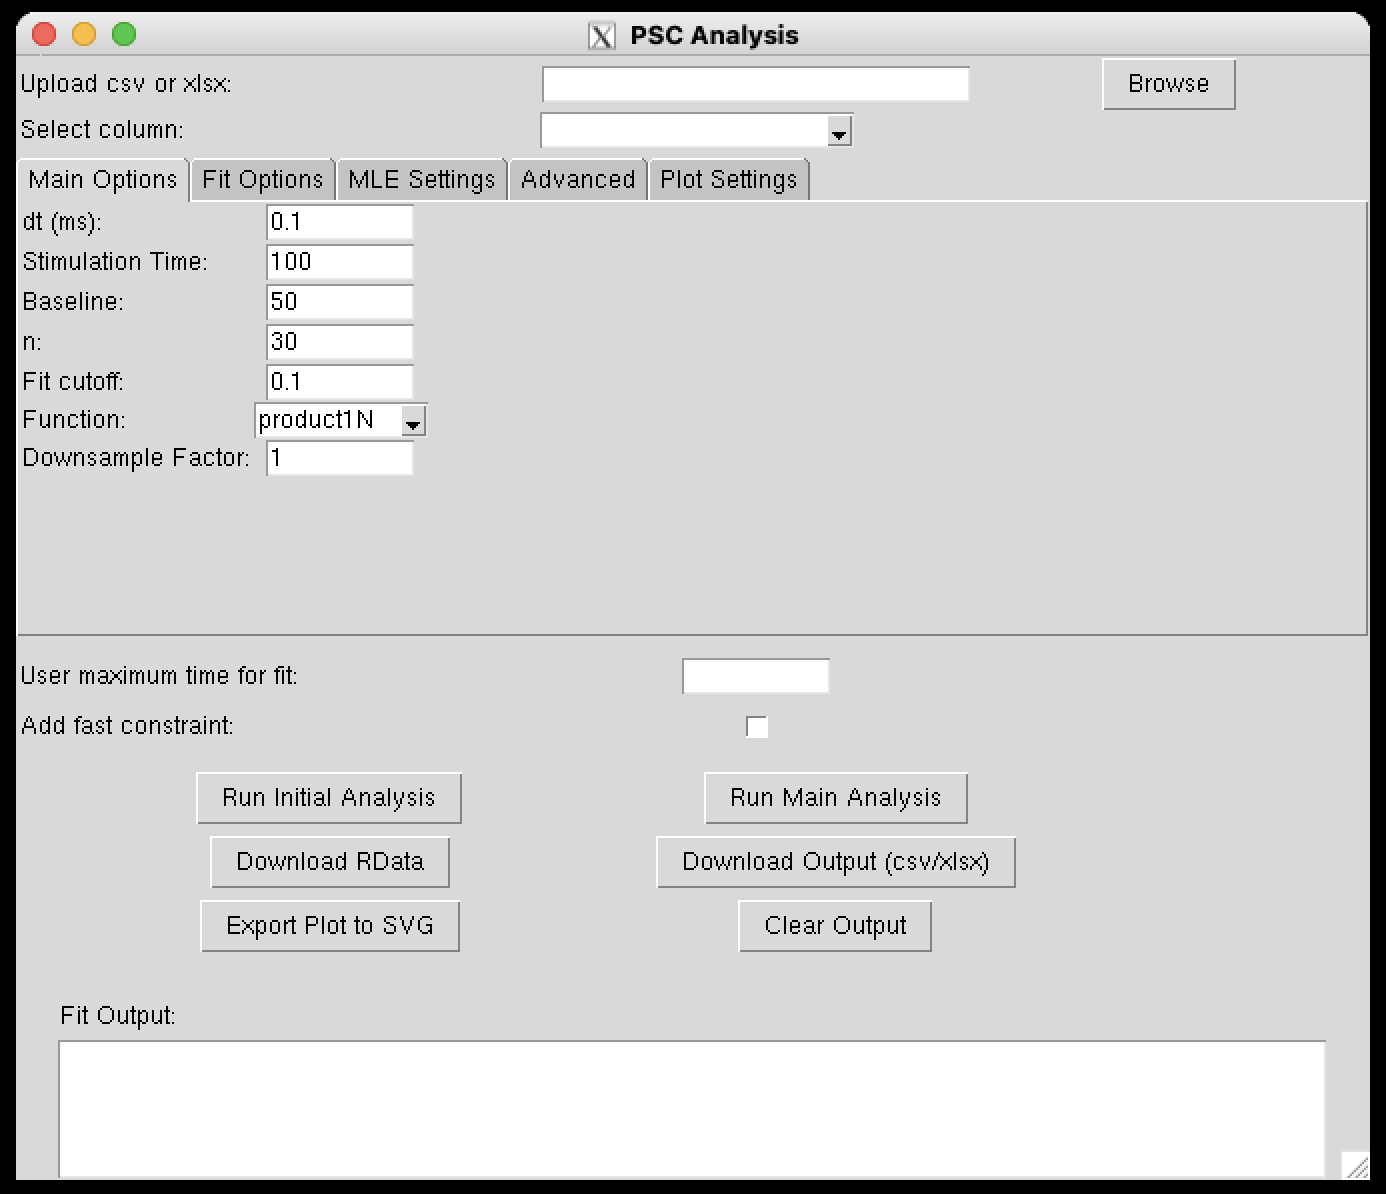 PSC Analysis
Upload csv or xlsx:
Browse
Select column:
Main Options Fit Options MLE Settings Advanced Plot Settings
dt (ms): 0.1
Stimulation Time: 100
Baseline: 50
n: 30
Fit cutoff: 0.1
Function: product1N
Downsample Factor: 1
User maximum time for fit:
Add fast constraint:
Run Initial Analysis Run Main Analysis
Download RData Download Output (csv/xlsx)
Export Plot to SVG Clear Output
Fit Output: